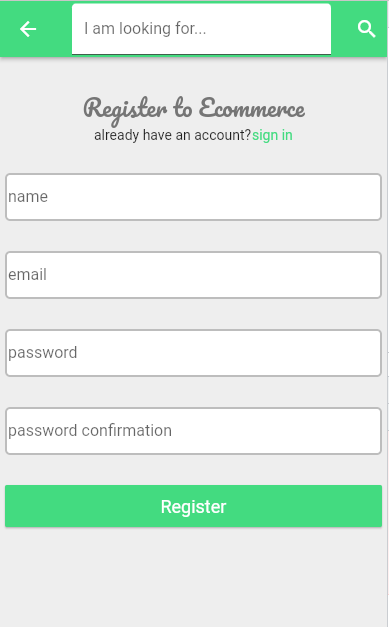 I am looking for...
Register to Ecommerce
already have an account?sign in
name
email
password
password confirmation
Register